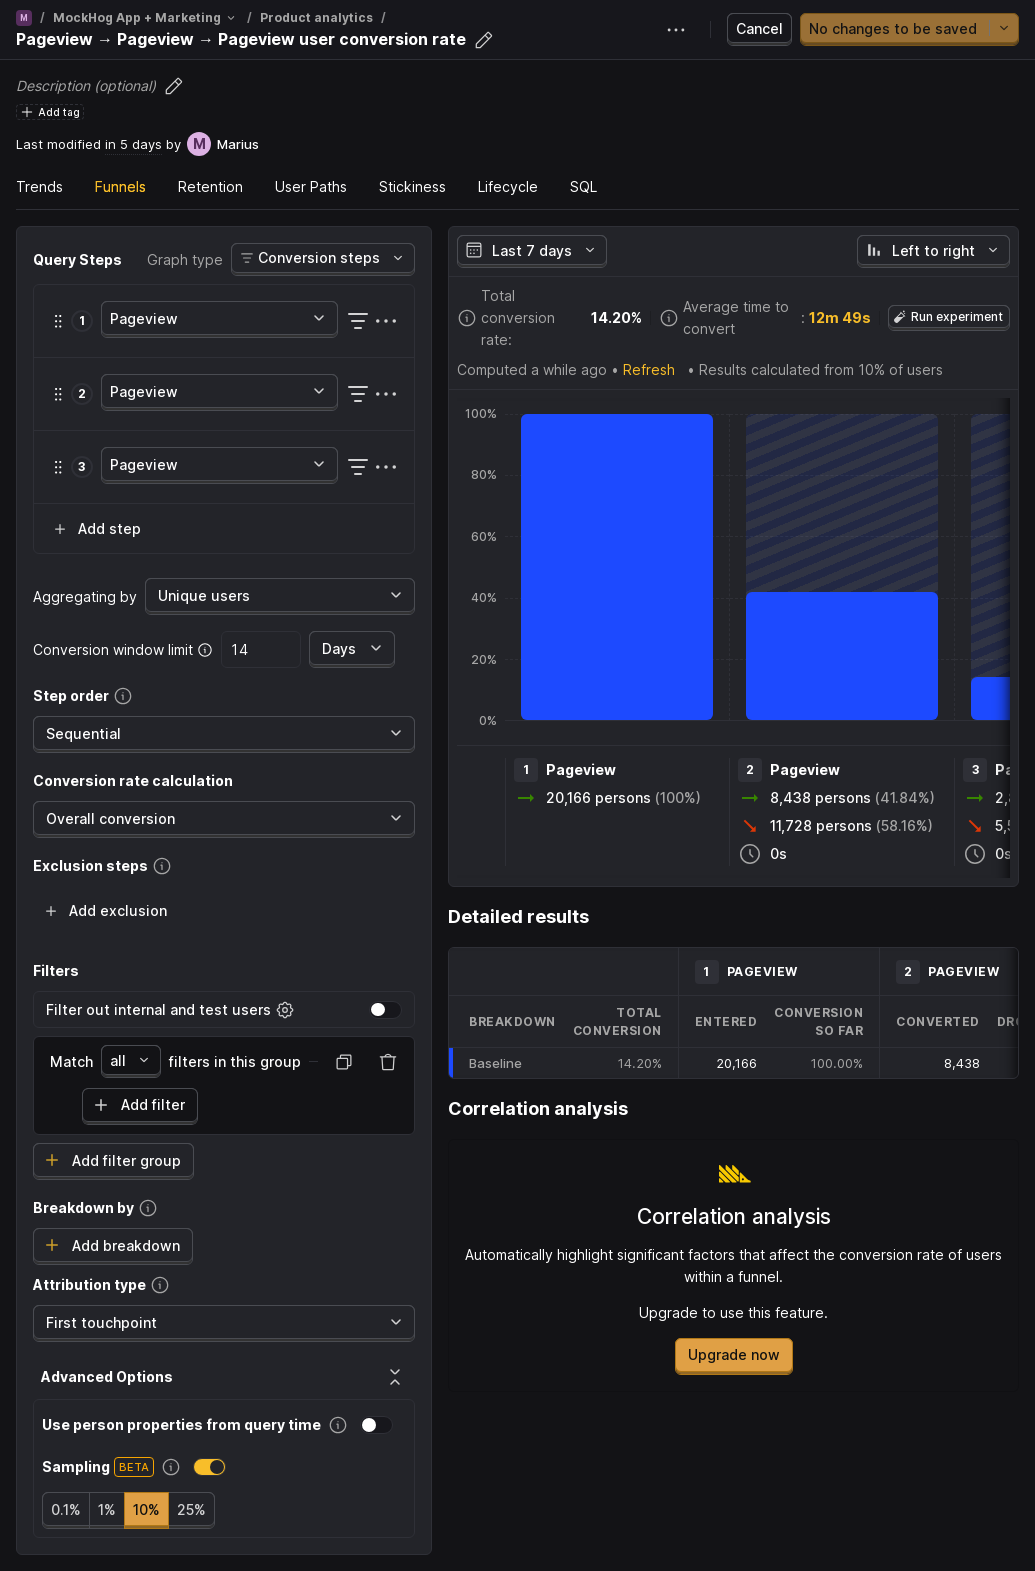 M / MockHog App + Marketing / Product analytics /
Pageview → Pageview → Pageview user conversion rate
Cancel
No changes to be saved
Description (optional)
Add tag
Last modified in 5 days by M Marius
Trends Funnels Retention User Paths Stickiness Lifecycle SQL
Query Steps Graph type Conversion steps
1 Pageview
2 Pageview
3 Pageview
Add step
Aggregating by Unique users
Conversion window limit 14 Days
Step order
Sequential
Conversion rate calculation
Overall conversion
Exclusion steps
Add exclusion
Filters
Filter out internal and test users
Match all filters in this group
Add filter
Add filter group
Breakdown by
Add breakdown
Attribution type
First touchpoint
Advanced Options
Use person properties from query time
Sampling BETA
0.1% 1% 10% 25%
Last 7 days Left to right
Total
conversion
rate:
14.20%
Average time to
convert
: 12m 49s
Run experiment
Computed a while ago • Refresh • Results calculated from 10% of users
100%
80%
60%
40%
20%
0%
1 Pageview
20,166 persons (100%)
2 Pageview
8,438 persons (41.84%)
11,728 persons (58.16%)
0s
3
0s
Detailed results
1 PAGEVIEW 2 PAGEVIEW
BREAKDOWN
TOTAL
CONVERSION
ENTERED
CONVERSION
SO FAR
CONVERTED
Baseline 14.20% 20,166 100.00% 8,438
Correlation analysis
Correlation analysis
Automatically highlight significant factors that affect the conversion rate of users
within a funnel.
Upgrade to use this feature.
Upgrade now